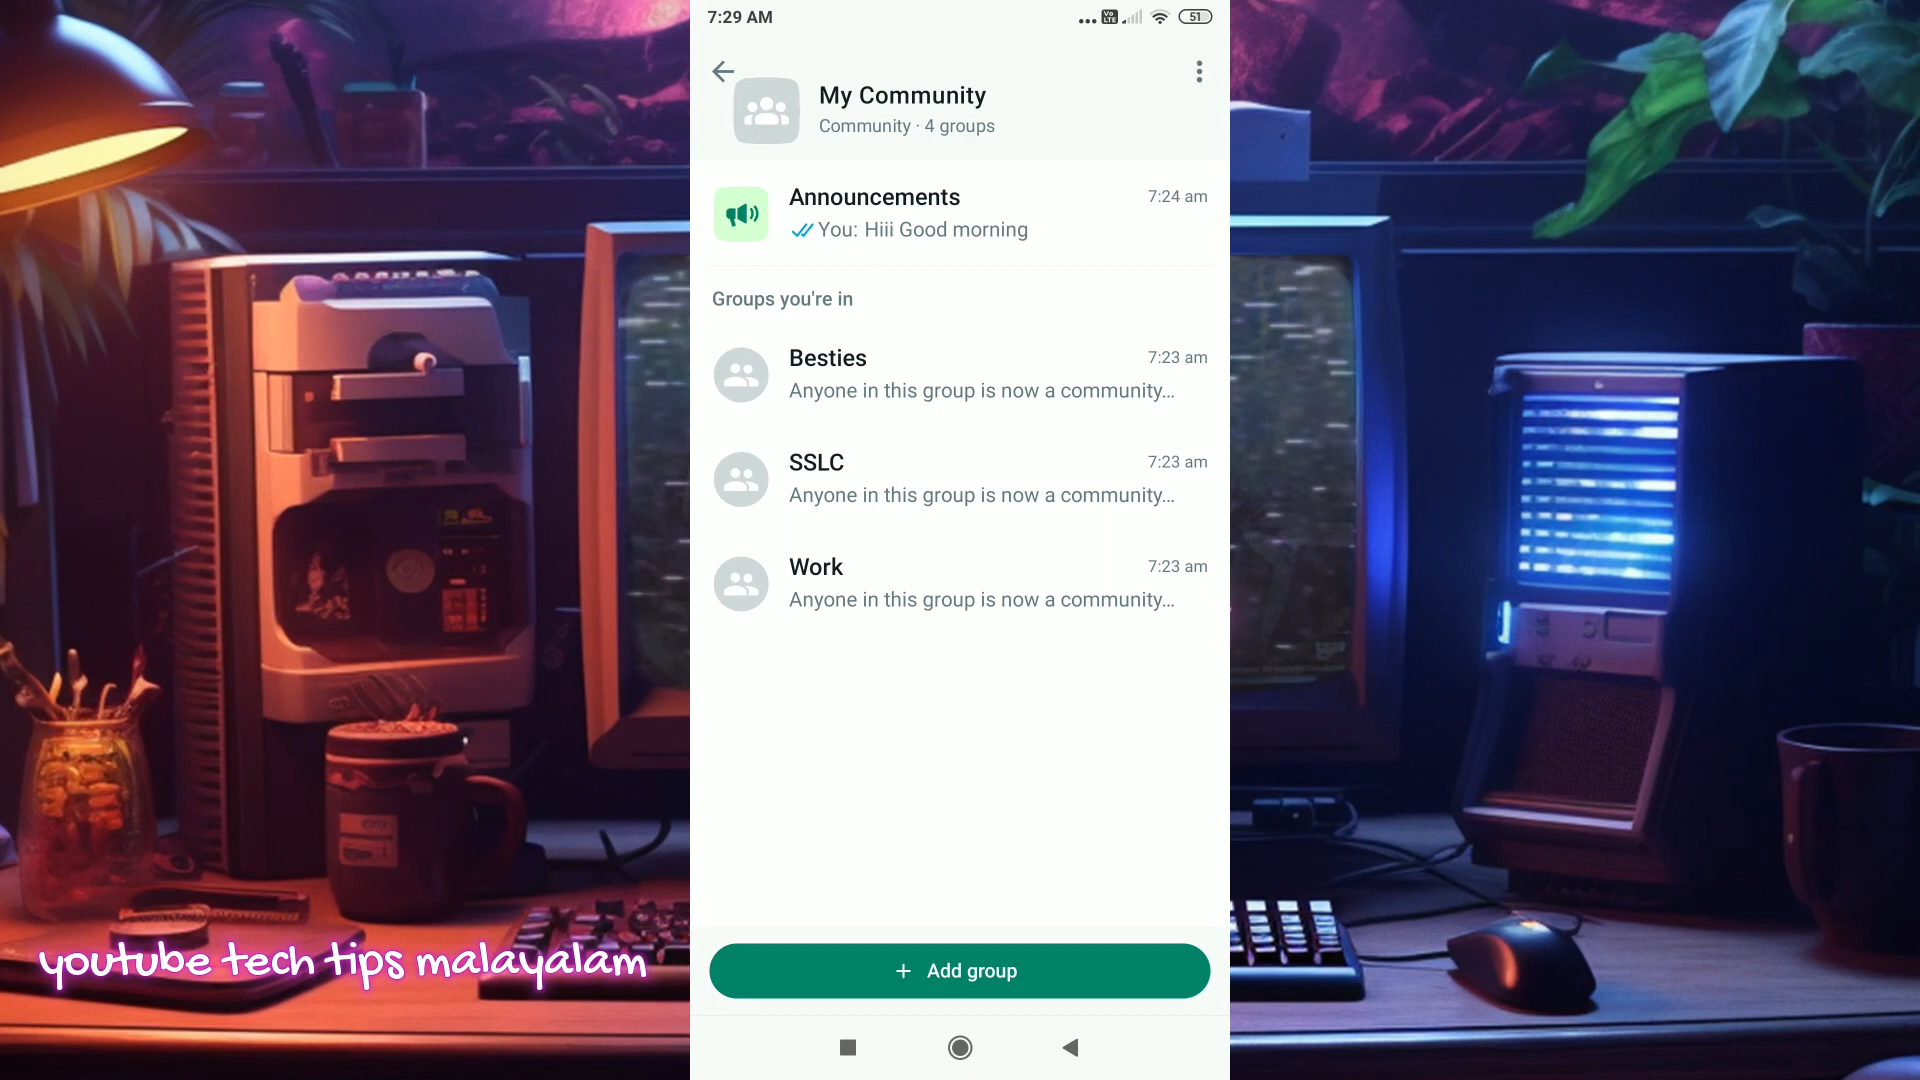 7:29 AM
Vo
LTE
51
My Community
Community · 4 groups
Announcements
7:24 am
You: Hiii Good morning
Groups you're in
Besties
7:23 am
Anyone in this group is now a community...
SSLC
7:23 am
Anyone in this group is now a community...
Work
7:23 am
Anyone in this group is now a community...
youtube tech tips malayalam
+ Add group